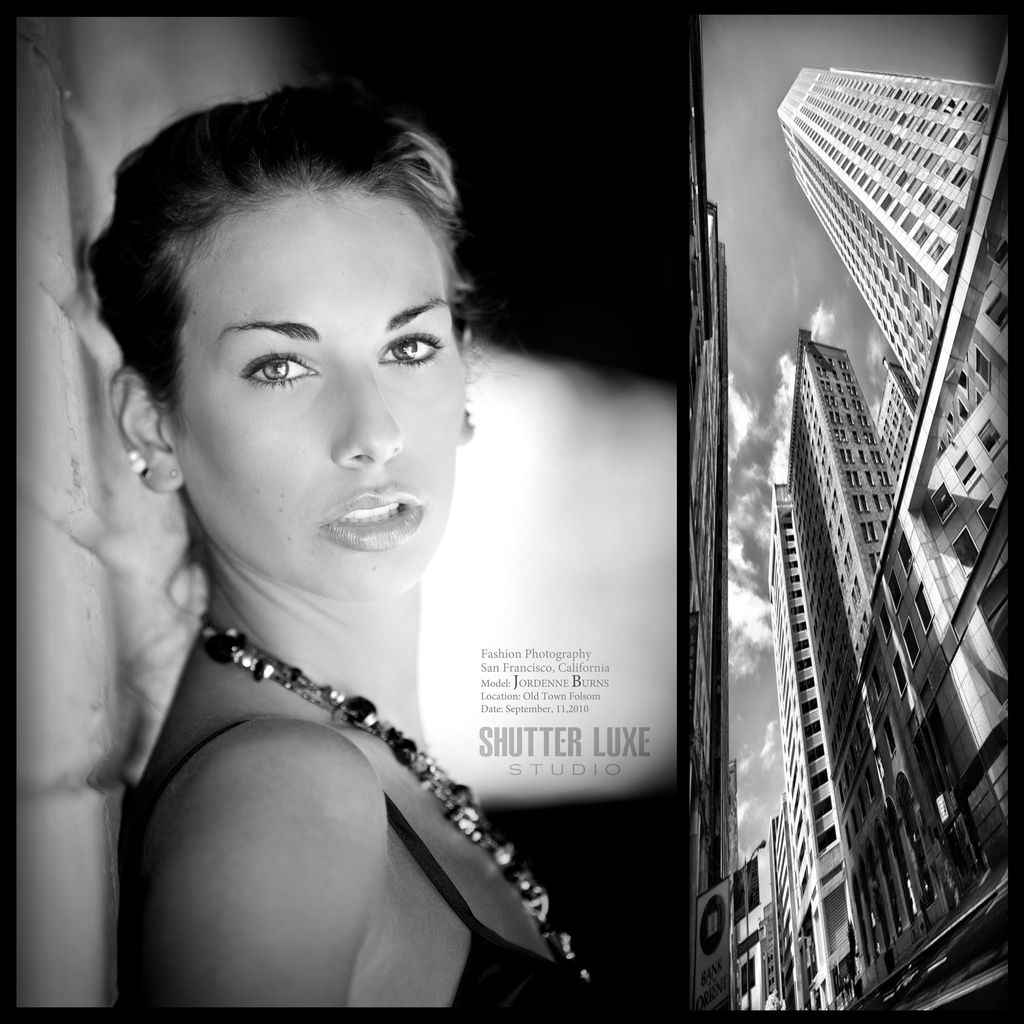 Fashion Photography
San Francisco, California
Model: JORDENNE BURNS
Location: Old Town Folsom
Date: September, 11,2010
SHUTTER LUXE
STUDIO
BANK
ORIENT